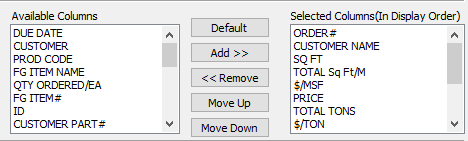 Available Columns
DUE DATE
CUSTOMER
PROD CODE
FG ITEM NAME
QTY ORDERED/EA
FG ITEM#
ID
CUSTOMER PART#
Default
Add >>
<< Remove
Move Up
Move Down
Selected Columns(In Display Order)
ORDER#
CUSTOMER NAME
SQ FT
TOTAL Sq Ft/M
$/MSF
PRICE
TOTAL TONS
$/TON